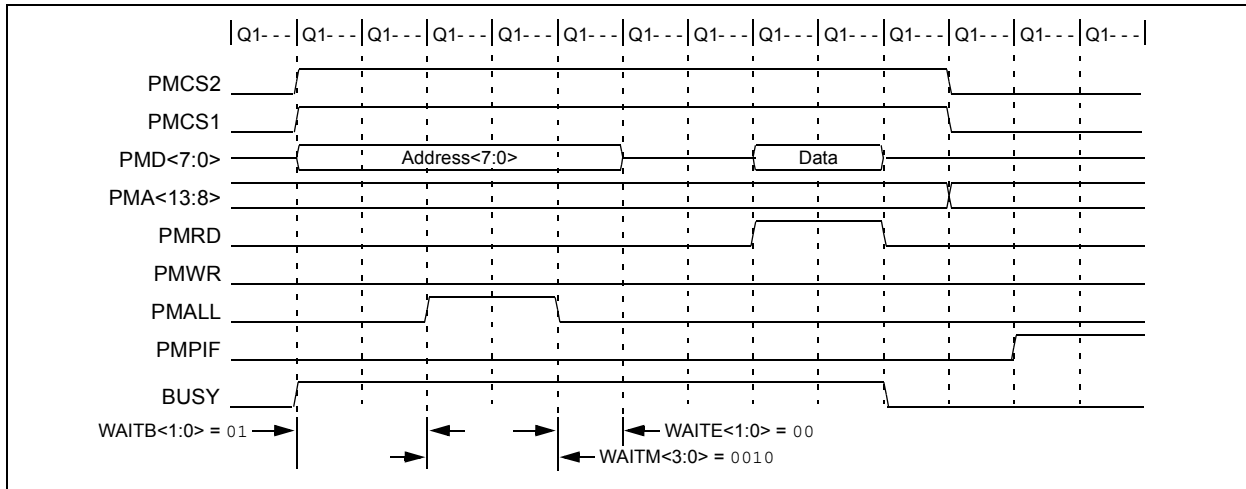 Q1- - - Q1- - - Q1- - - Q1- - - Q1- - - Q1- - - Q1- - - Q1- - - Q1- - - Q1- - - Q1- - - Q1- - - Q1- - - Q1- - -
PMCS2
PMCS1
PMD<7:0> Address<7:0> Data
PMA<13:8>
PMRD
PMWR
PMALL
PMPIF
BUSY
WAITB<1:0> = 01 WAITE<1:0> = 00
WAITM<3:0> = 0010